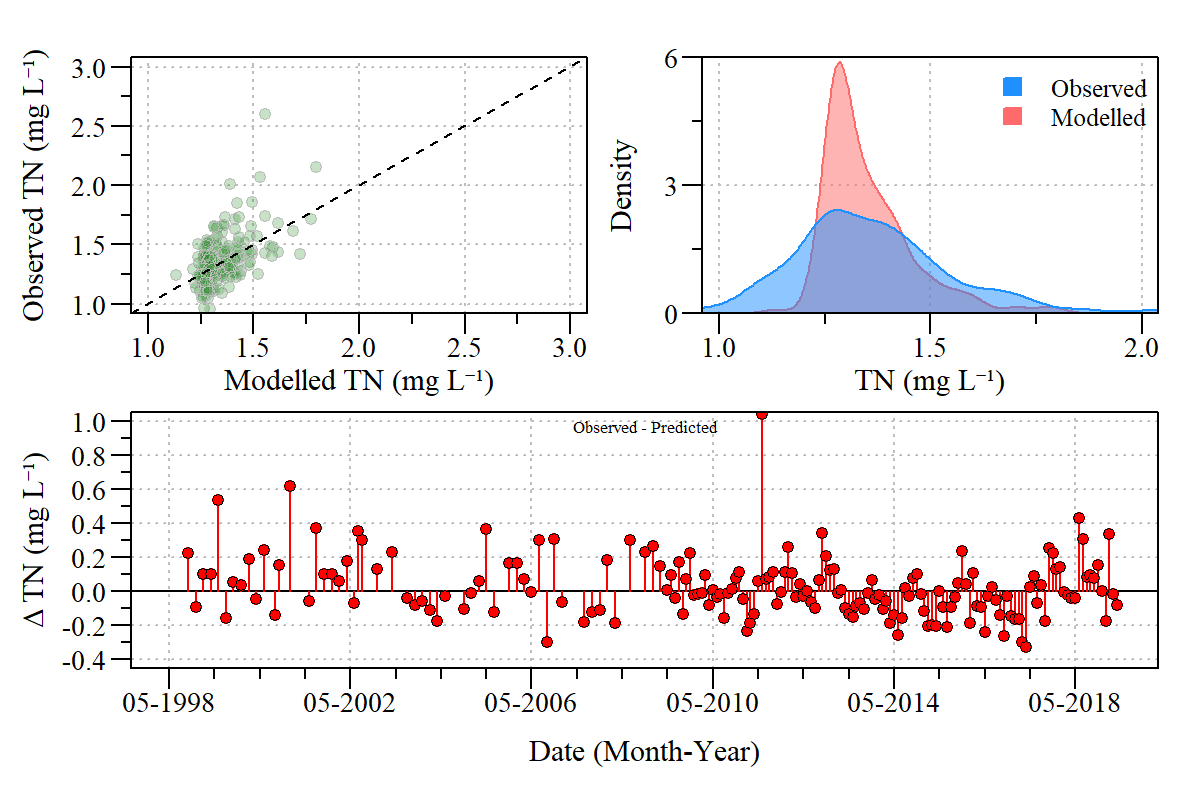 Observed TN (mg L⁻¹)
3.0
2.5
2.0
1.5
1.0
1.0 1.5 2.0 2.5 3.0
Modelled TN (mg L⁻¹)
Density
6
3
0
Observed
Modelled
1.0 1.5 2.0
TN (mg L⁻¹)
Δ TN (mg L⁻¹)
1.0
0.8
0.6
0.4
0.2
0.0
-0.2
-0.4
Observed - Predicted
05-1998 05-2002 05-2006 05-2010 05-2014 05-2018
Date (Month-Year)